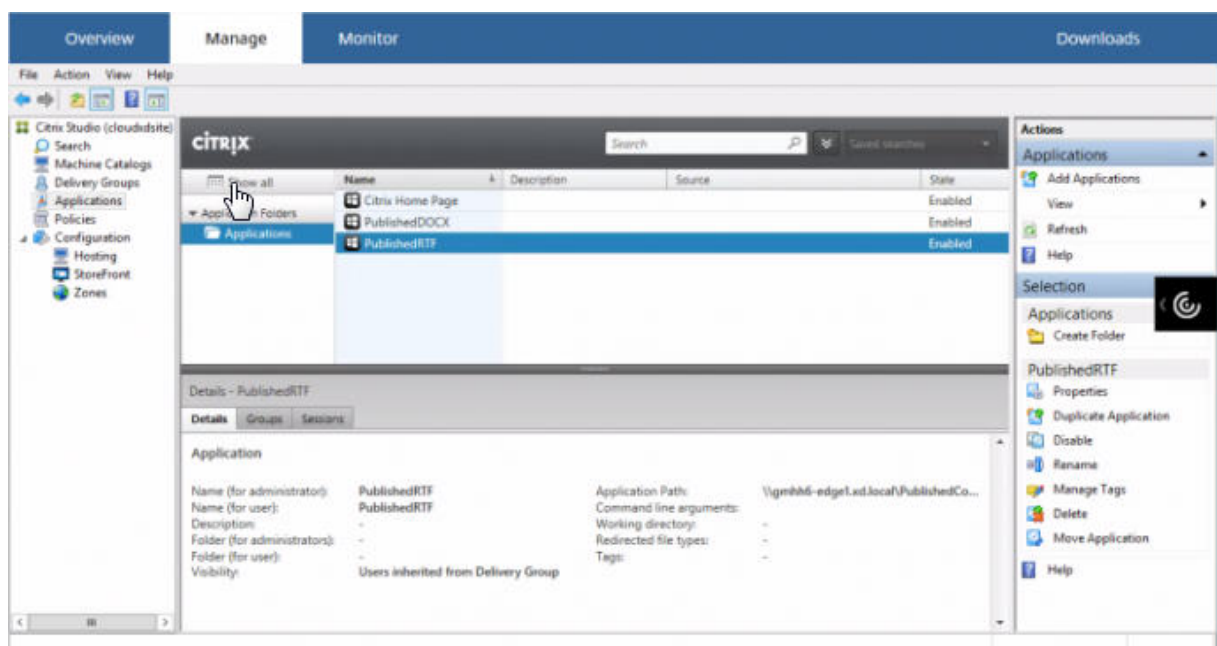 Overview Manage Monitor Downloads
File Action View Help
Citrix Studio (cloudxdsite)
Search
Machine Catalogs
Delivery Groups
Applications
Policies
Configuration
Hosting
StoreFront
Zones
CİTRIX
Search
Saved searches
Show all
Application Folders
Applications
Name Description Source State
Citrix Home Page Enabled
PublishedDOCX Enabled
PublishedRTF Enabled
Details - PublishedRTF
Details Groups Sessions
Application
Name (for administrator): PublishedRTF
Name (for user): PublishedRTF
Description: -
Folder (for administrators): -
Folder (for user): -
Visibility: Users inherited from Delivery Group
Application Path: \\gmhh6-edge1.xd.local\PublishedCo...
Command line arguments:
Working directory: -
Redirected file types: -
Tags: -
Actions
Applications
Add Applications
View
Refresh
Help
Selection
Applications
Create Folder
PublishedRTF
Properties
Duplicate Application
Disable
Rename
Manage Tags
Delete
Move Application
Help